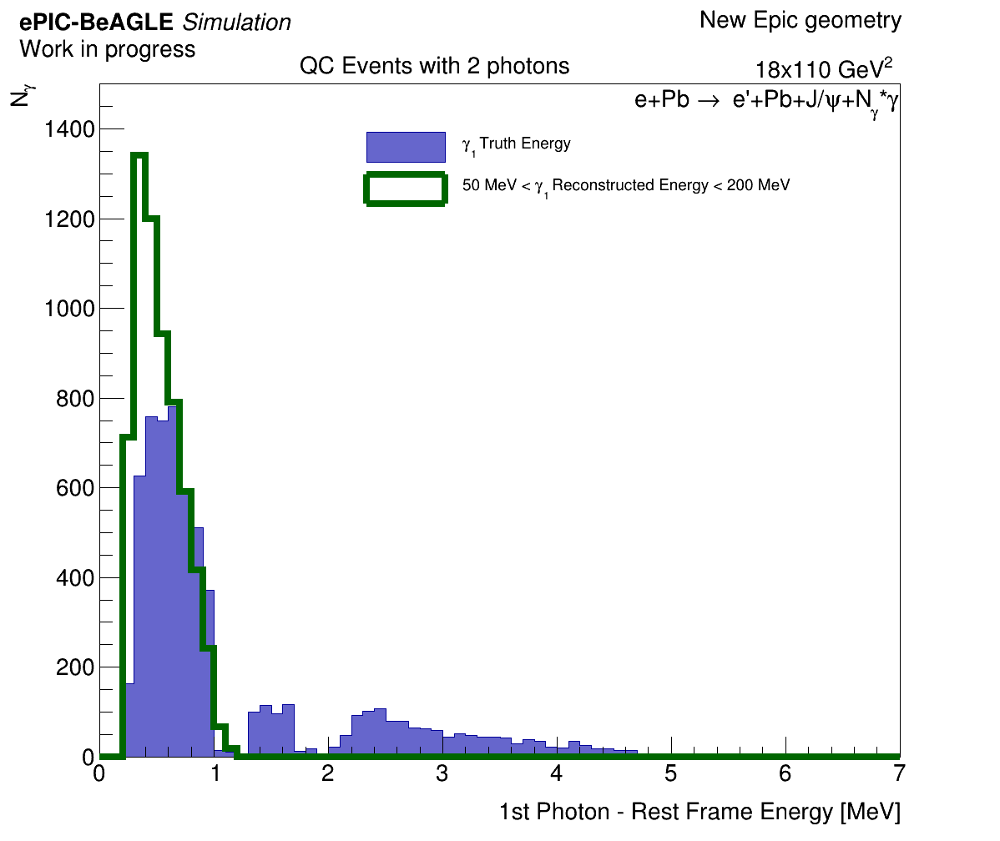 ePIC-BeAGLE Simulation
New Epic geometry
Work in progress
QC Events with 2 photons
18x110 GeV²
Nγ
e+Pb → e'+Pb+J/ψ+Nγ*γ
γ1 Truth Energy
50 MeV < γ1 Reconstructed Energy < 200 MeV
1400
1200
1000
800
600
400
200
0
0 1 2 3 4 5 6 7
1st Photon - Rest Frame Energy [MeV]